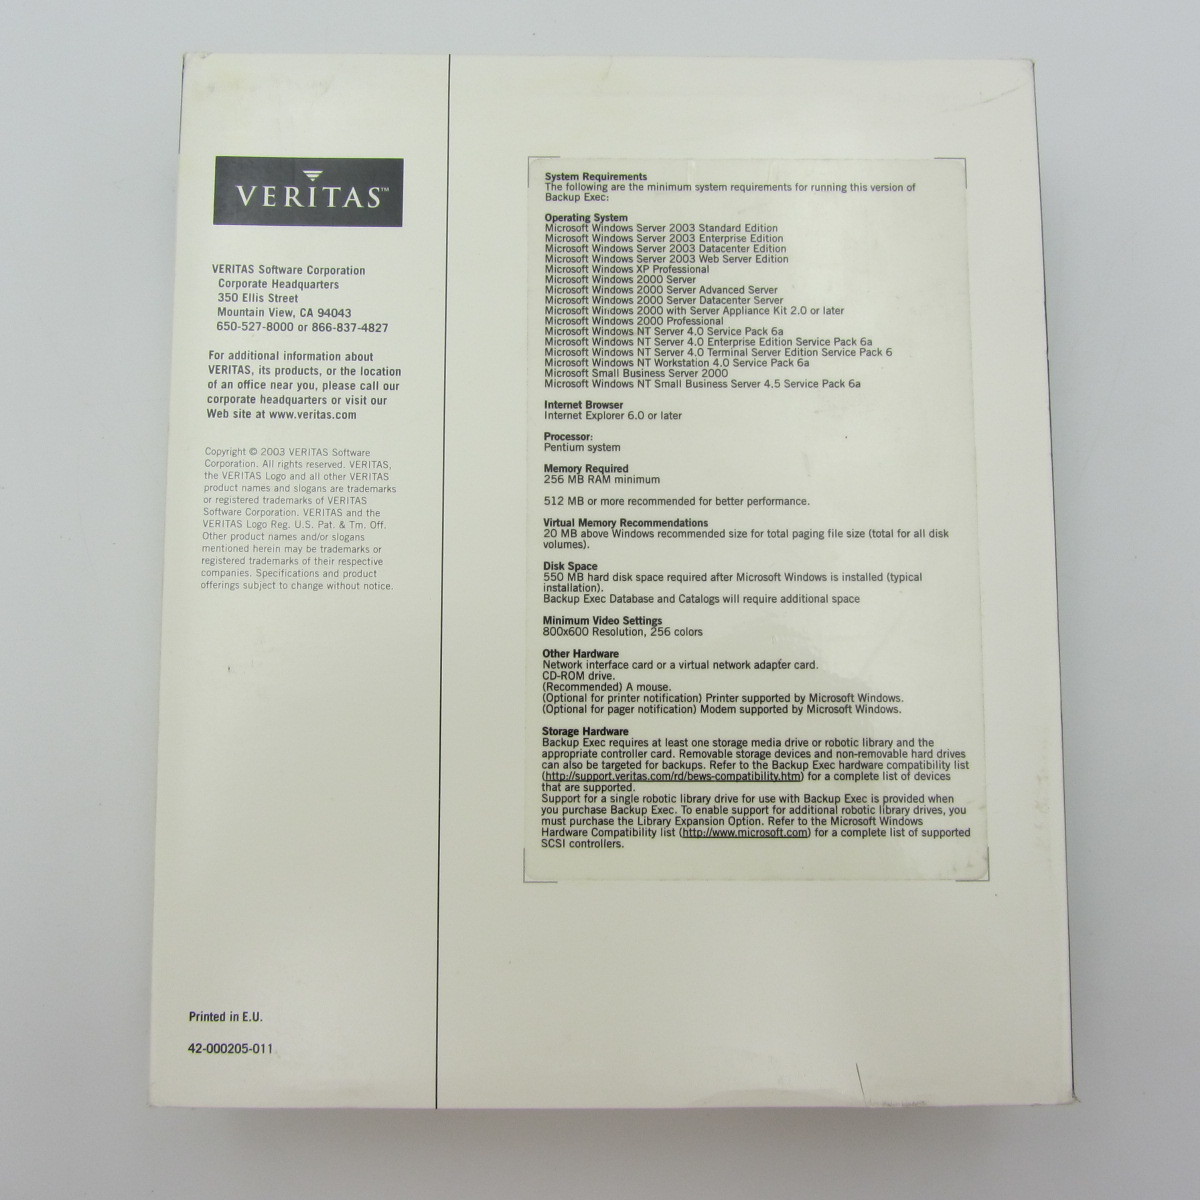 VERITAS™
VERITAS Software Corporation
Corporate Headquarters
350 Ellis Street
Mountain View, CA 94043
650-527-8000 or 866-837-4827
For additional information about
VERITAS, its products, or the location
of an office near you, please call our
corporate headquarters or visit our
Web site at www.veritas.com
Copyright © 2003 VERITAS Software
Corporation. All rights reserved. VERITAS,
the VERITAS Logo and all other VERITAS
product names and slogans are trademarks
or registered trademarks of VERITAS
Software Corporation. VERITAS and the
VERITAS Logo Reg. U.S. Pat. & Tm. Off.
Other product names and/or slogans
mentioned herein may be trademarks or
registered trademarks of their respective
companies. Specifications and product
offerings subject to change without notice.
Printed in E.U.
42-000205-011
System Requirements
The following are the minimum system requirements for running this version of
Backup Exec:
Operating System
Microsoft Windows Server 2003 Standard Edition
Microsoft Windows Server 2003 Enterprise Edition
Microsoft Windows Server 2003 Datacenter Edition
Microsoft Windows Server 2003 Web Server Edition
Microsoft Windows XP Professional
Microsoft Windows 2000 Server
Microsoft Windows 2000 Server Advanced Server
Microsoft Windows 2000 Server Datacenter Server
Microsoft Windows 2000 with Server Appliance Kit 2.0 or later
Microsoft Windows 2000 Professional
Microsoft Windows NT Server 4.0 Service Pack 6a
Microsoft Windows NT Server 4.0 Enterprise Edition Service Pack 6a
Microsoft Windows NT Server 4.0 Terminal Server Edition Service Pack 6
Microsoft Windows NT Workstation 4.0 Service Pack 6a
Microsoft Small Business Server 2000
Microsoft Windows NT Small Business Server 4.5 Service Pack 6a
Internet Browser
Internet Explorer 6.0 or later
Processor:
Pentium system
Memory Required
256 MB RAM minimum
512 MB or more recommended for better performance.
Virtual Memory Recommendations
20 MB above Windows recommended size for total paging file size (total for all disk
volumes).
Disk Space
550 MB hard disk space required after Microsoft Windows is installed (typical
installation).
Backup Exec Database and Catalogs will require additional space
Minimum Video Settings
800x600 Resolution, 256 colors
Other Hardware
Network interface card or a virtual network adapter card.
CD-ROM drive.
(Recommended) A mouse.
(Optional for printer notification) Printer supported by Microsoft Windows.
(Optional for pager notification) Modem supported by Microsoft Windows.
Storage Hardware
Backup Exec requires at least one storage media drive or robotic library and the
appropriate controller card. Removable storage devices and non-removable hard drives
can also be targeted for backups. Refer to the Backup Exec hardware compatibility list
(http://support.veritas.com/rd/bews-compatibility.htm) for a complete list of devices
that are supported.
Support for a single robotic library drive for use with Backup Exec is provided when
you purchase Backup Exec. To enable support for additional robotic library drives, you
must purchase the Library Expansion Option. Refer to the Microsoft Windows
Hardware Compatibility list (http://www.microsoft.com) for a complete list of supported
SCSI controllers.